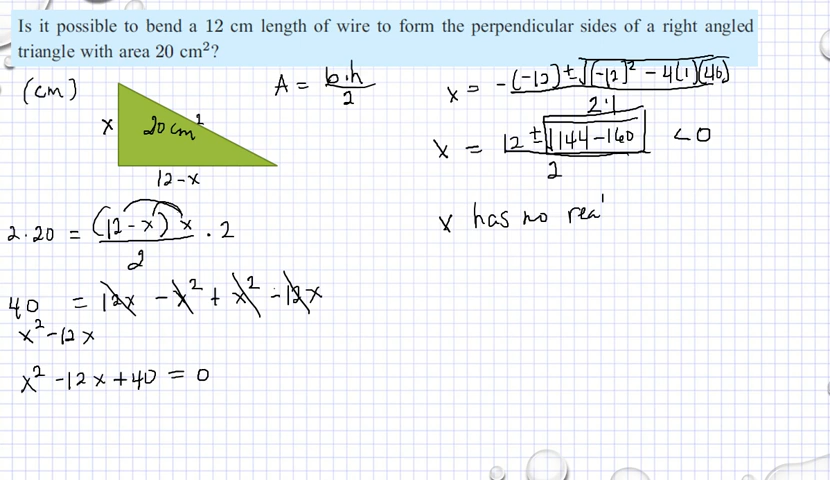 Is it possible to bend a 12 cm length of wire to form the perpendicular sides of a right angled
triangle with area 20 cm²?
(cm)
A = b·h / 2
x
20 cm²
12-x
2·20 = (12-x)x / 2 · 2
40 = 12x - x² + x² - 12x
x² - 12x
x² - 12x + 40 = 0
x = -(-12) ± √(-12)² - 4(1)(40) / 2·1
x = 12 ± √144-160 / 2 < 0
x has no real